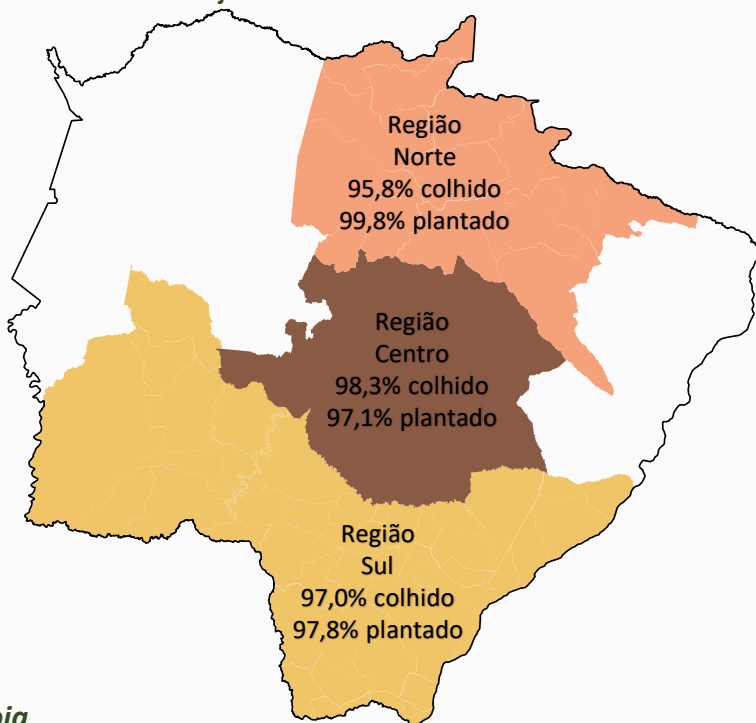 Região
Norte
95,8% colhido
99,8% plantado
Região
Centro
98,3% colhido
97,1% plantado
Região
Sul
97,0% colhido
97,8% plantado